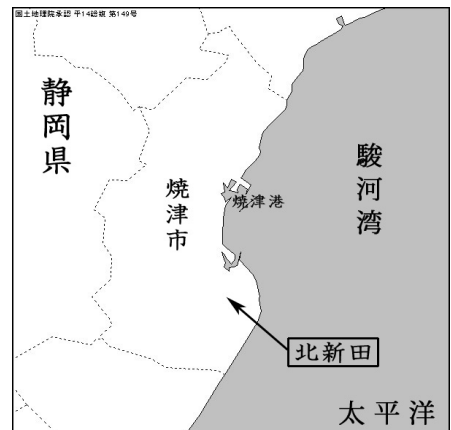 国土地理院承認 平14総複 第149号
静岡県
駿河湾
焼津市
焼津港
北新田
太平洋